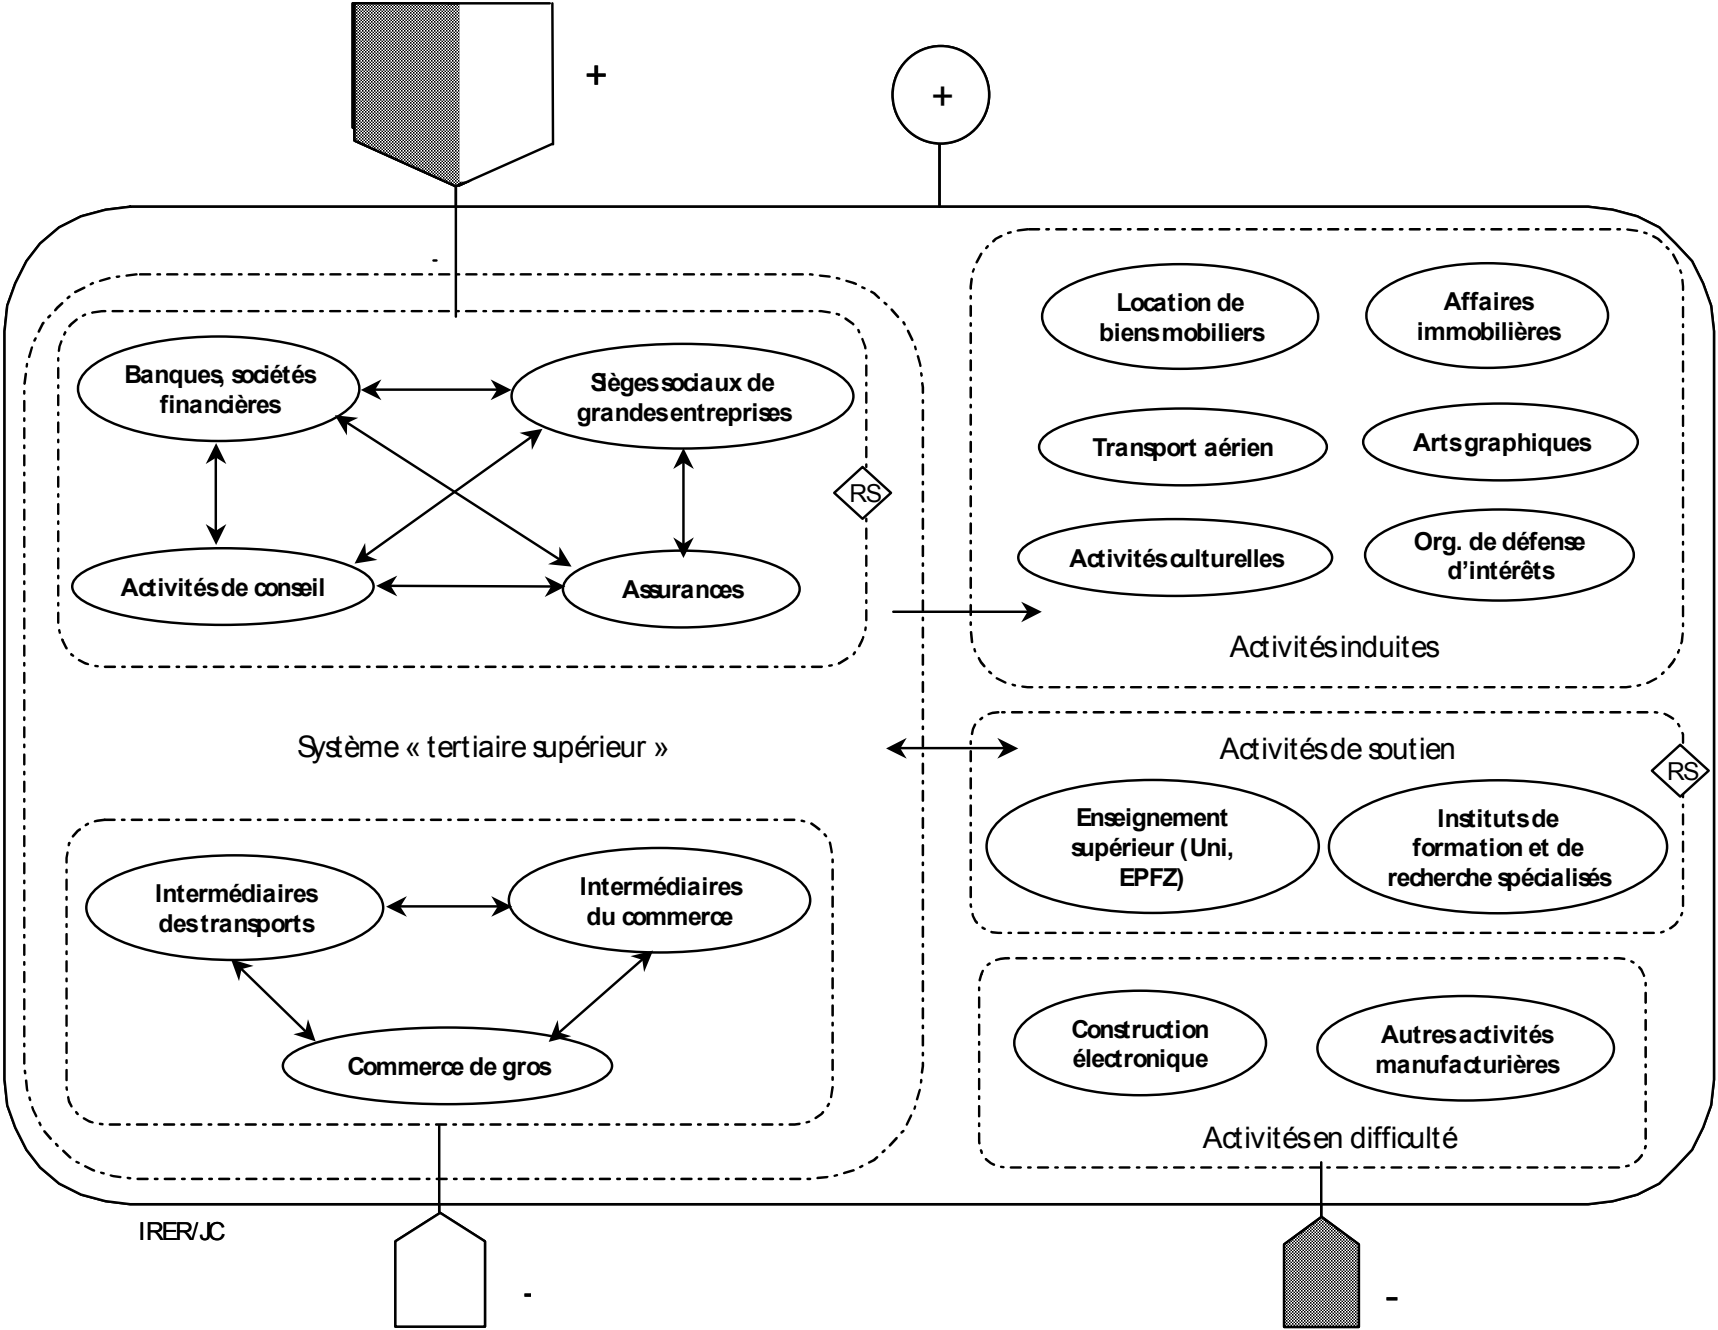 +
+
-
Banques, sociétés
financières
Sièges sociaux de
grandes entreprises
RS
Activités de conseil
Assurances
Système « tertiaire supérieur »
Intermédiaires
des transports
Intermédiaires
du commerce
Commerce de gros
Location de
biens mobiliers
Affaires
immobilières
Transport aérien
Arts graphiques
Activités culturelles
Org. de défense
d'intérêts
Activités induites
Activités de soutien
RS
Enseignement
supérieur (Uni,
EPFZ)
Instituts de
formation et de
recherche spécialisés
Construction
électronique
Autres activités
manufacturières
Activités en difficulté
IRER/JC
-
-